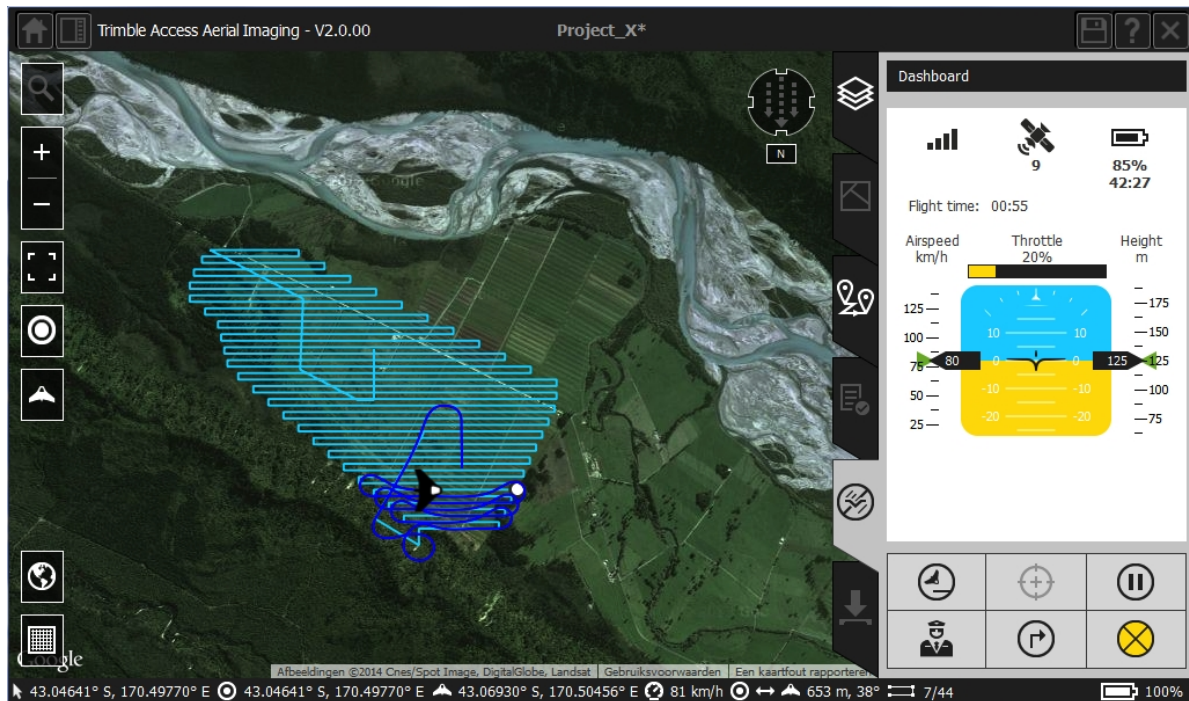 Trimble Access Aerial Imaging - V2.0.00
Project_X*
?
Dashboard
+
−
N
Google
9
85%
42:27
Flight time: 00:55
Airspeed
km/h
Throttle
20%
Height
m
125
100
75
50
25
80
10
10
0
0
-10
-10
-20
-20
125
175
150
125
100
75
Google
Afbeeldingen ©2014 Cnes/Spot Image, DigitalGlobe, Landsat
Gebruiksvoorwaarden
Een kaartfout rapporteren
43.04641° S, 170.49770° E
43.04641° S, 170.49770° E
43.06930° S, 170.50456° E
81 km/h
653 m, 38°
7/44
100%